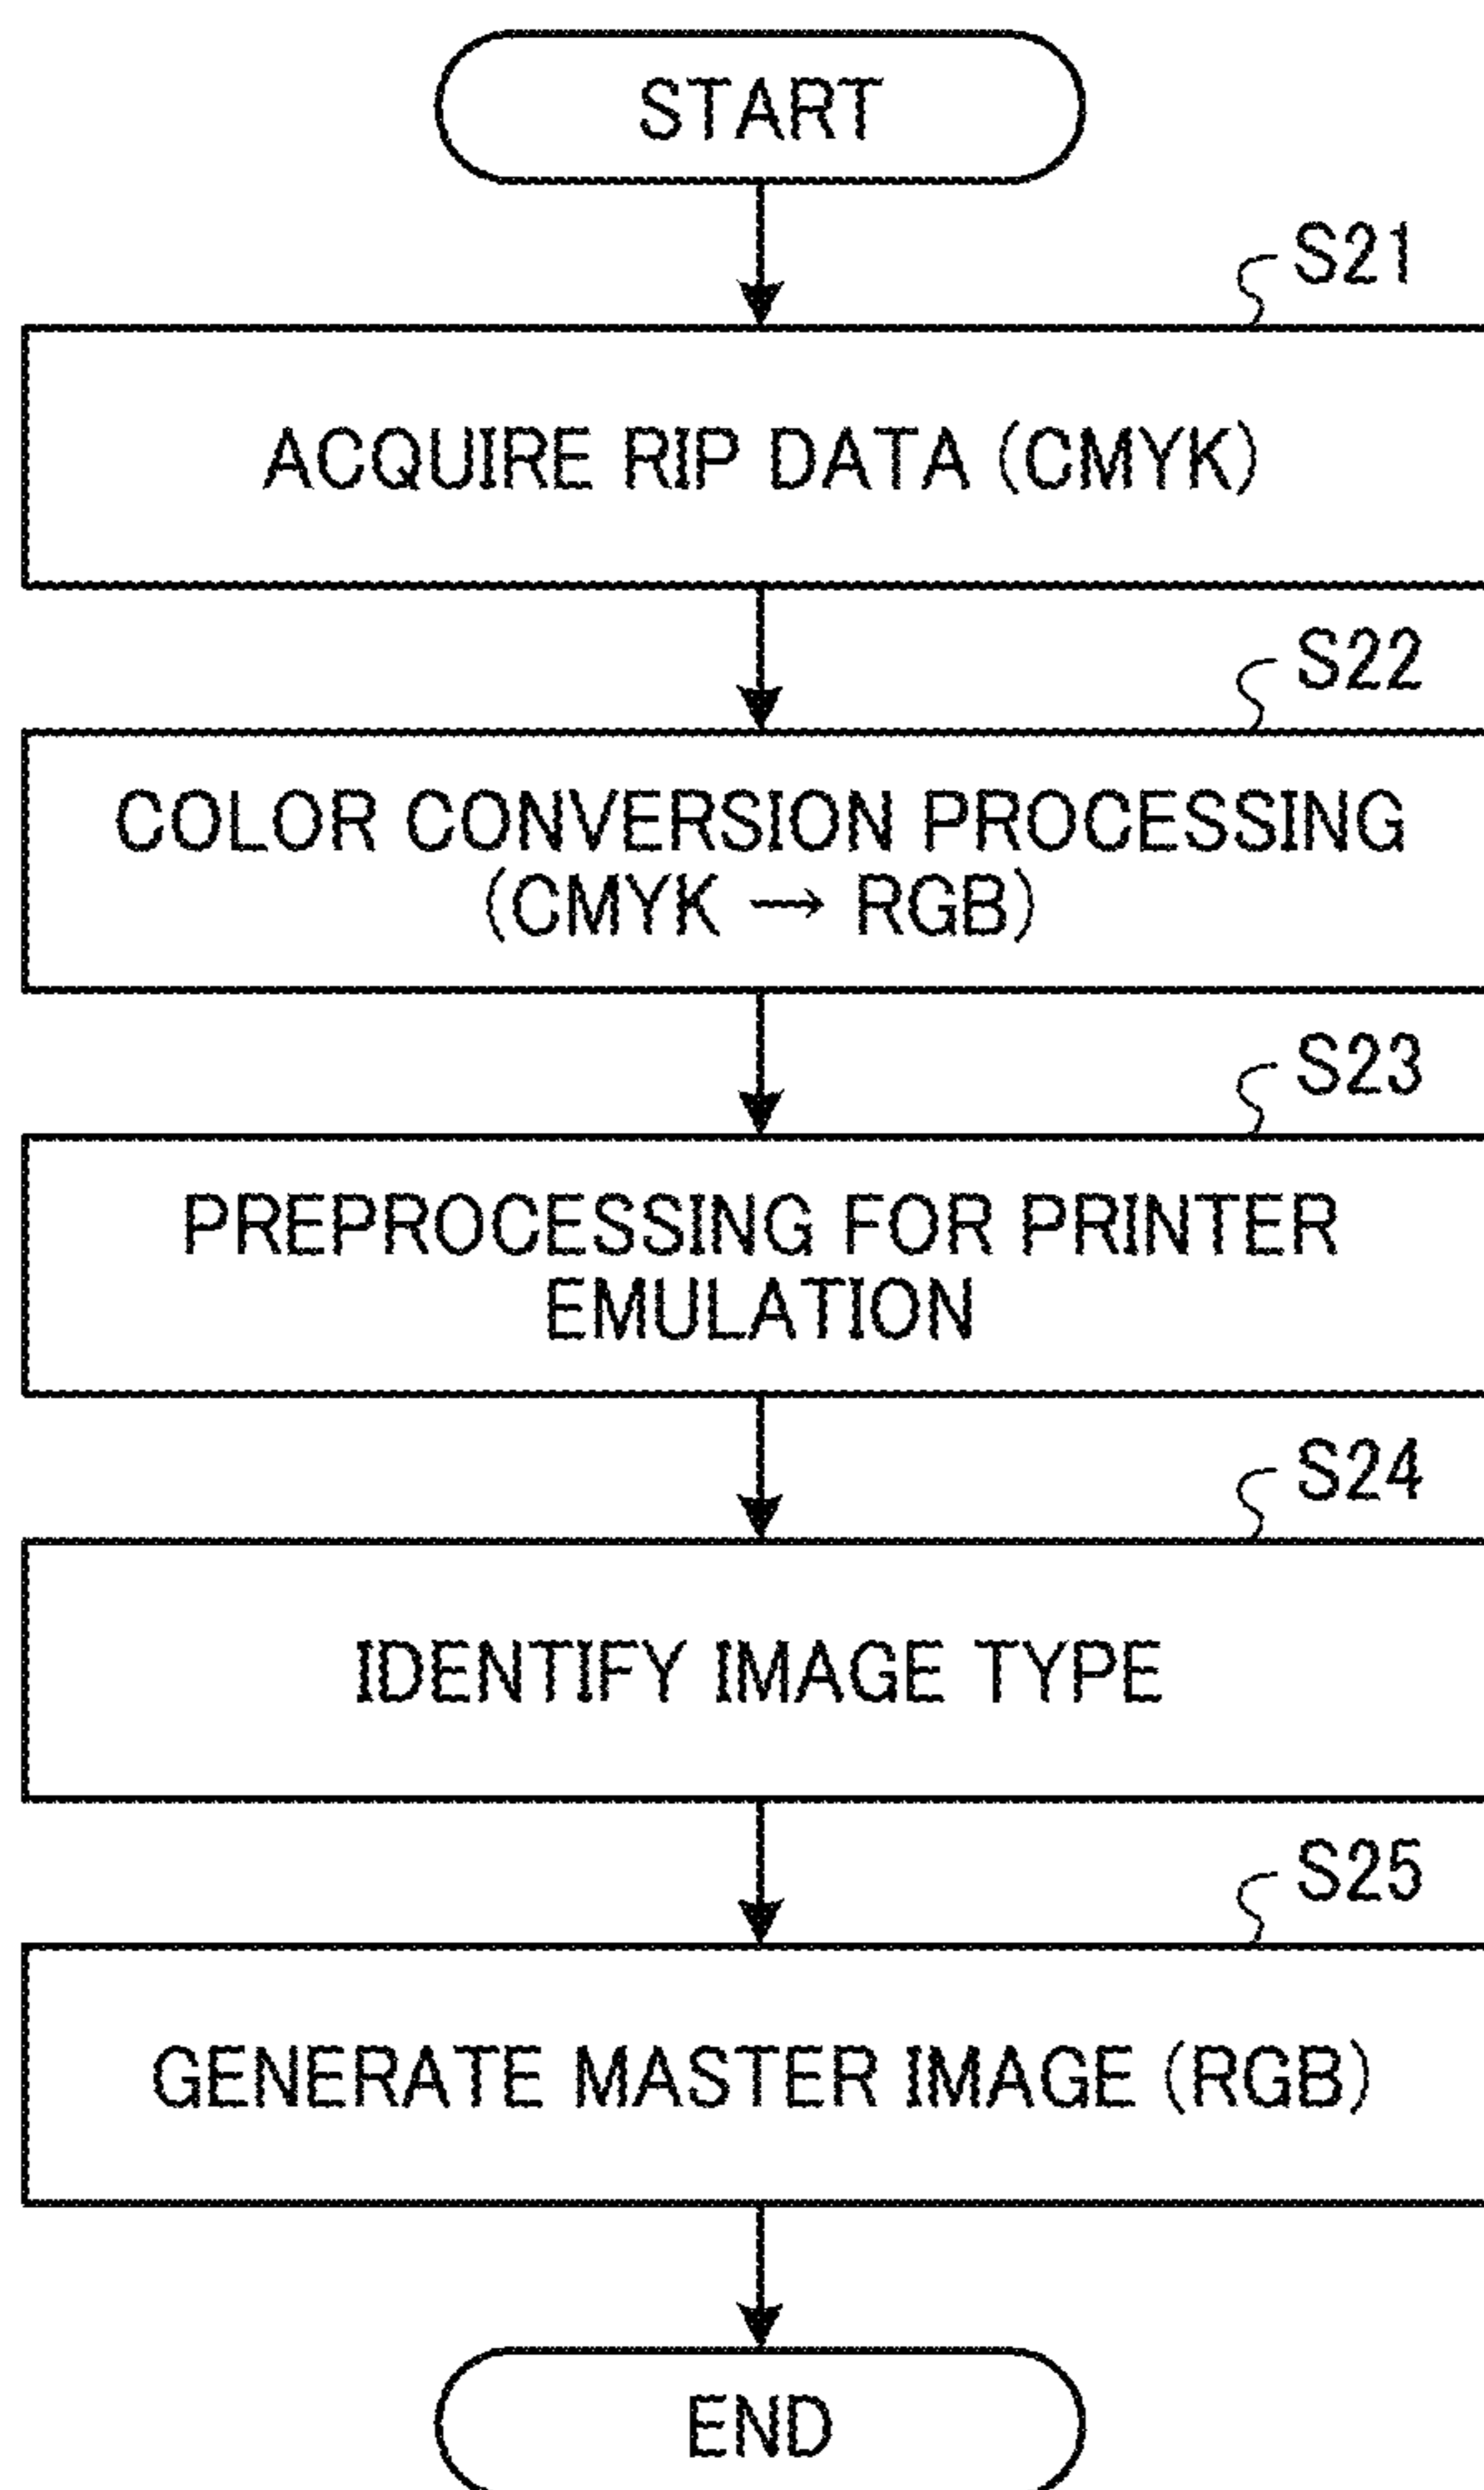 START
S21
ACQUIRE RIP DATA (CMYK)
S22
COLOR CONVERSION PROCESSING
(CMYK → RGB)
S23
PREPROCESSING FOR PRINTER
EMULATION
S24
IDENTIFY IMAGE TYPE
S25
GENERATE MASTER IMAGE (RGB)
END